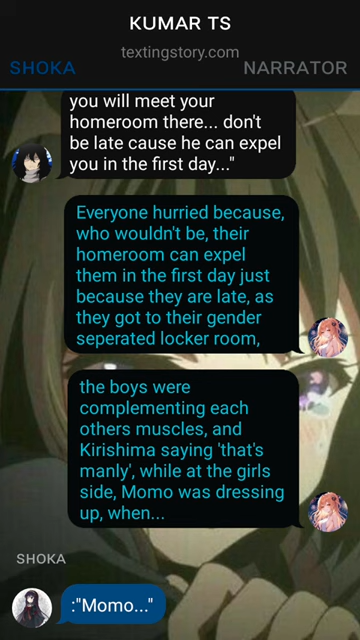 KUMAR TS
textingstory.com
SHOKA
NARRATOR
you will meet your
homeroom there... don't
be late cause he can expel
you in the first day..."
Everyone hurried because,
who wouldn't be, their
homeroom can expel
them in the first day just
because they are late, as
they got to their gender
seperated locker room,
the boys were
complementing each
others muscles, and
Kirishima saying 'that's
manly', while at the girls
side, Momo was dressing
up, when...
SHOKA
:"Momo..."